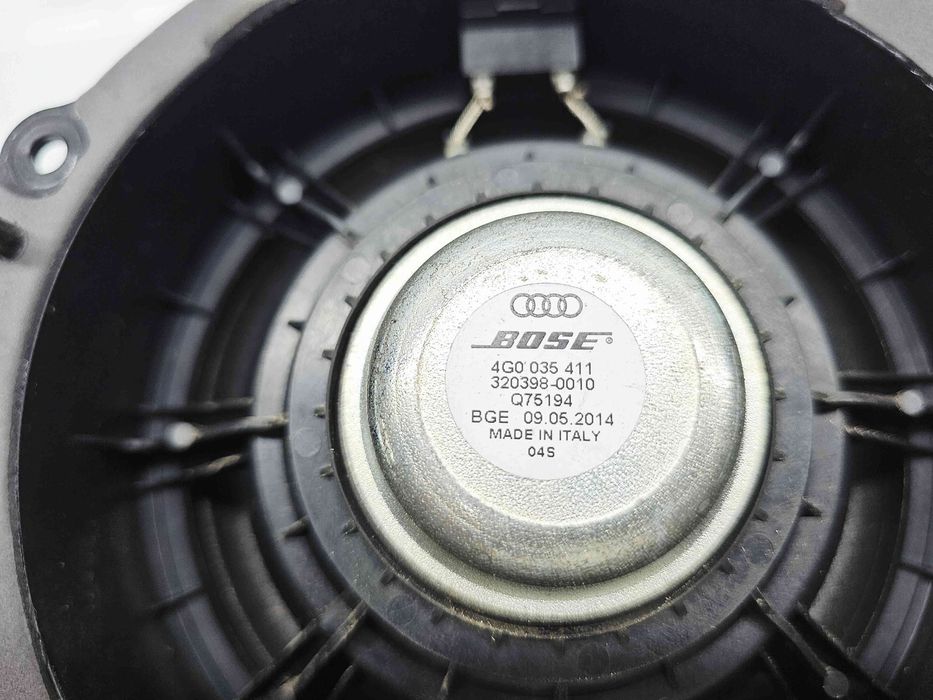 BOSE®
4G0 035 411
320398-0010
Q75194
BGE 09.05.2014
MADE IN ITALY
04S